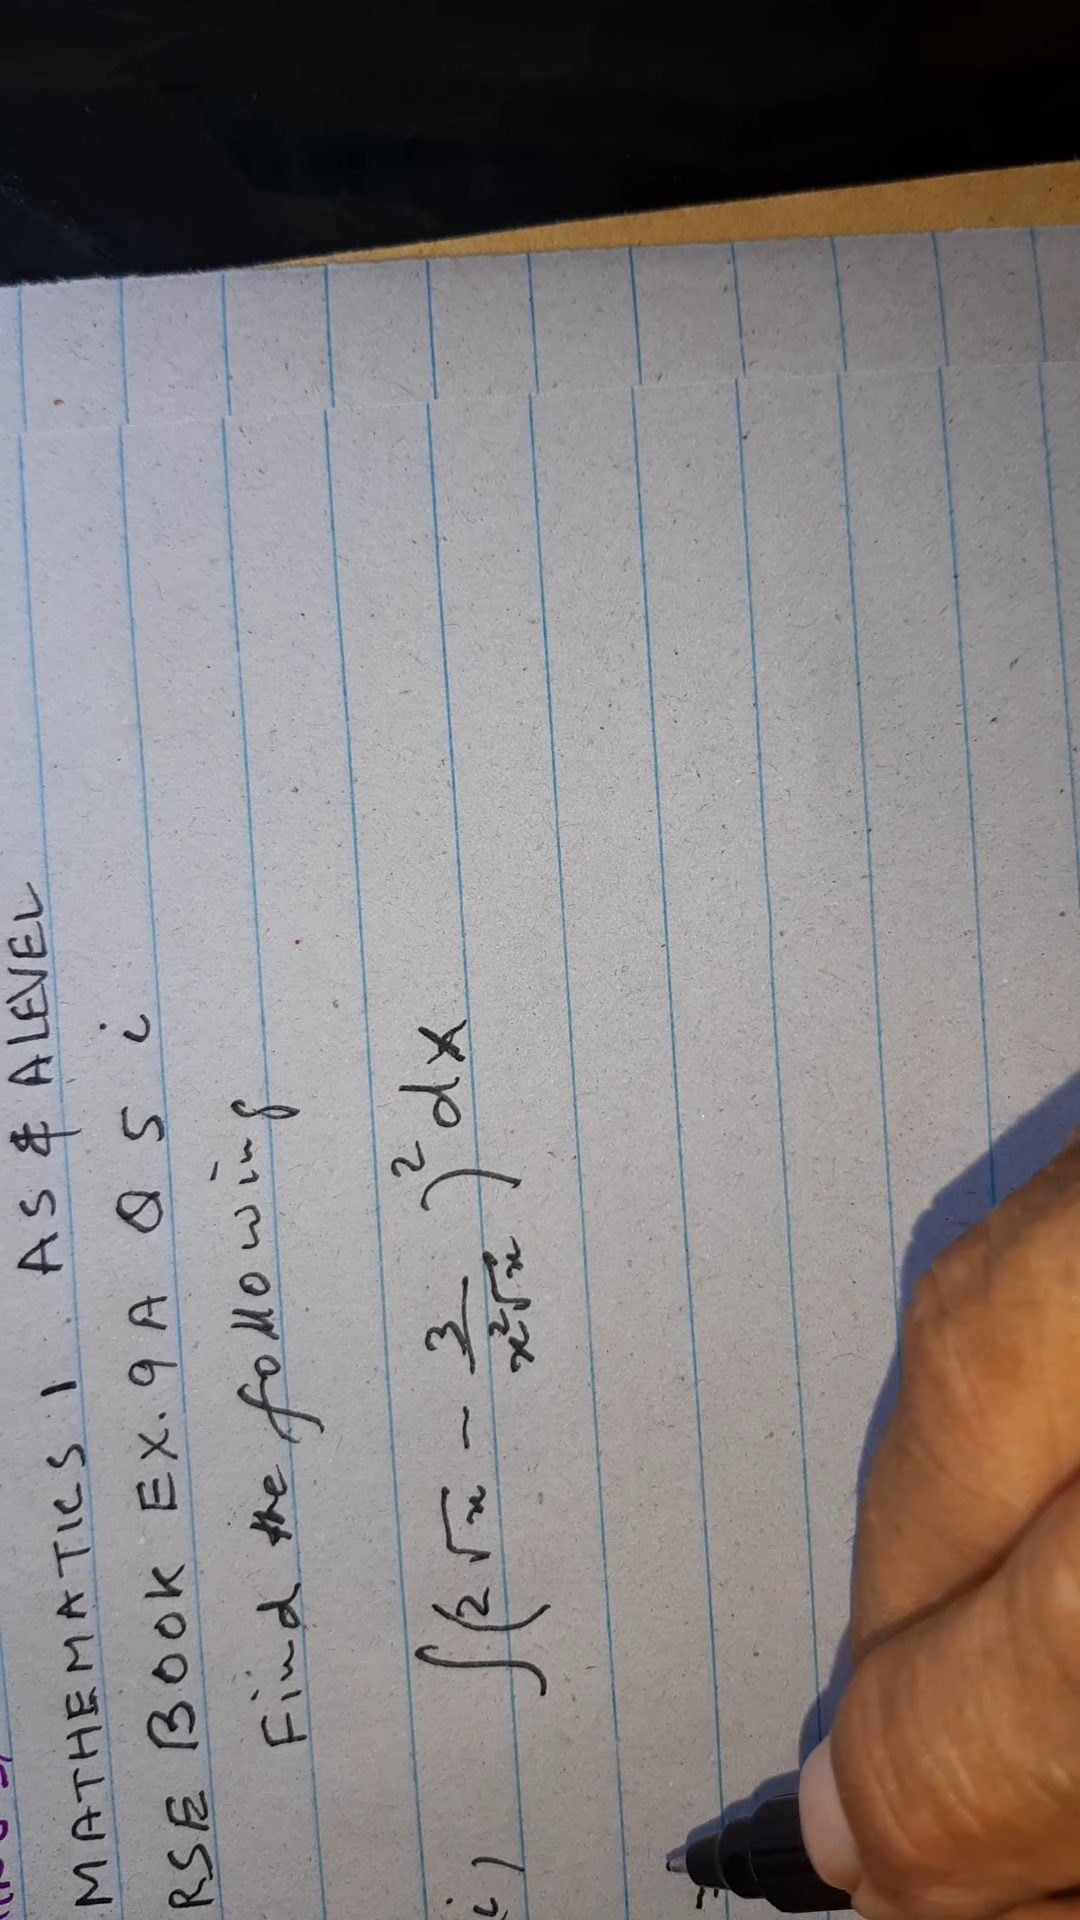 MATHEMATICS 1 AS & A LEVEL
RSE BOOK EX. 9A Q 5 i
Find the following
i) ∫(2√x - 3/(x²√x))² dx
=